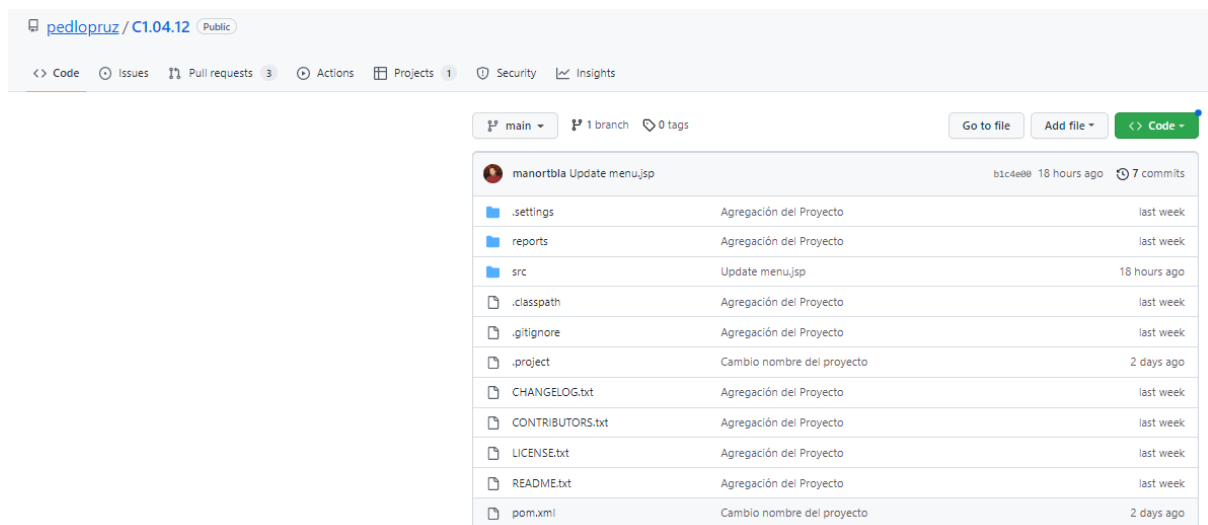 pedlopruz / C1.04.12 Public
<> Code Issues Pull requests 3 Actions Projects 1 Security Insights
main 1 branch 0 tags Go to file Add file <> Code
manortbla Update menu.jsp b1c4e00 18 hours ago 7 commits
.settings Agregación del Proyecto last week
reports Agregación del Proyecto last week
src Update menu.jsp 18 hours ago
.classpath Agregación del Proyecto last week
.gitignore Agregación del Proyecto last week
.project Cambio nombre del proyecto 2 days ago
CHANGELOG.txt Agregación del Proyecto last week
CONTRIBUTORS.txt Agregación del Proyecto last week
LICENSE.txt Agregación del Proyecto last week
README.txt Agregación del Proyecto last week
pom.xml Cambio nombre del proyecto 2 days ago